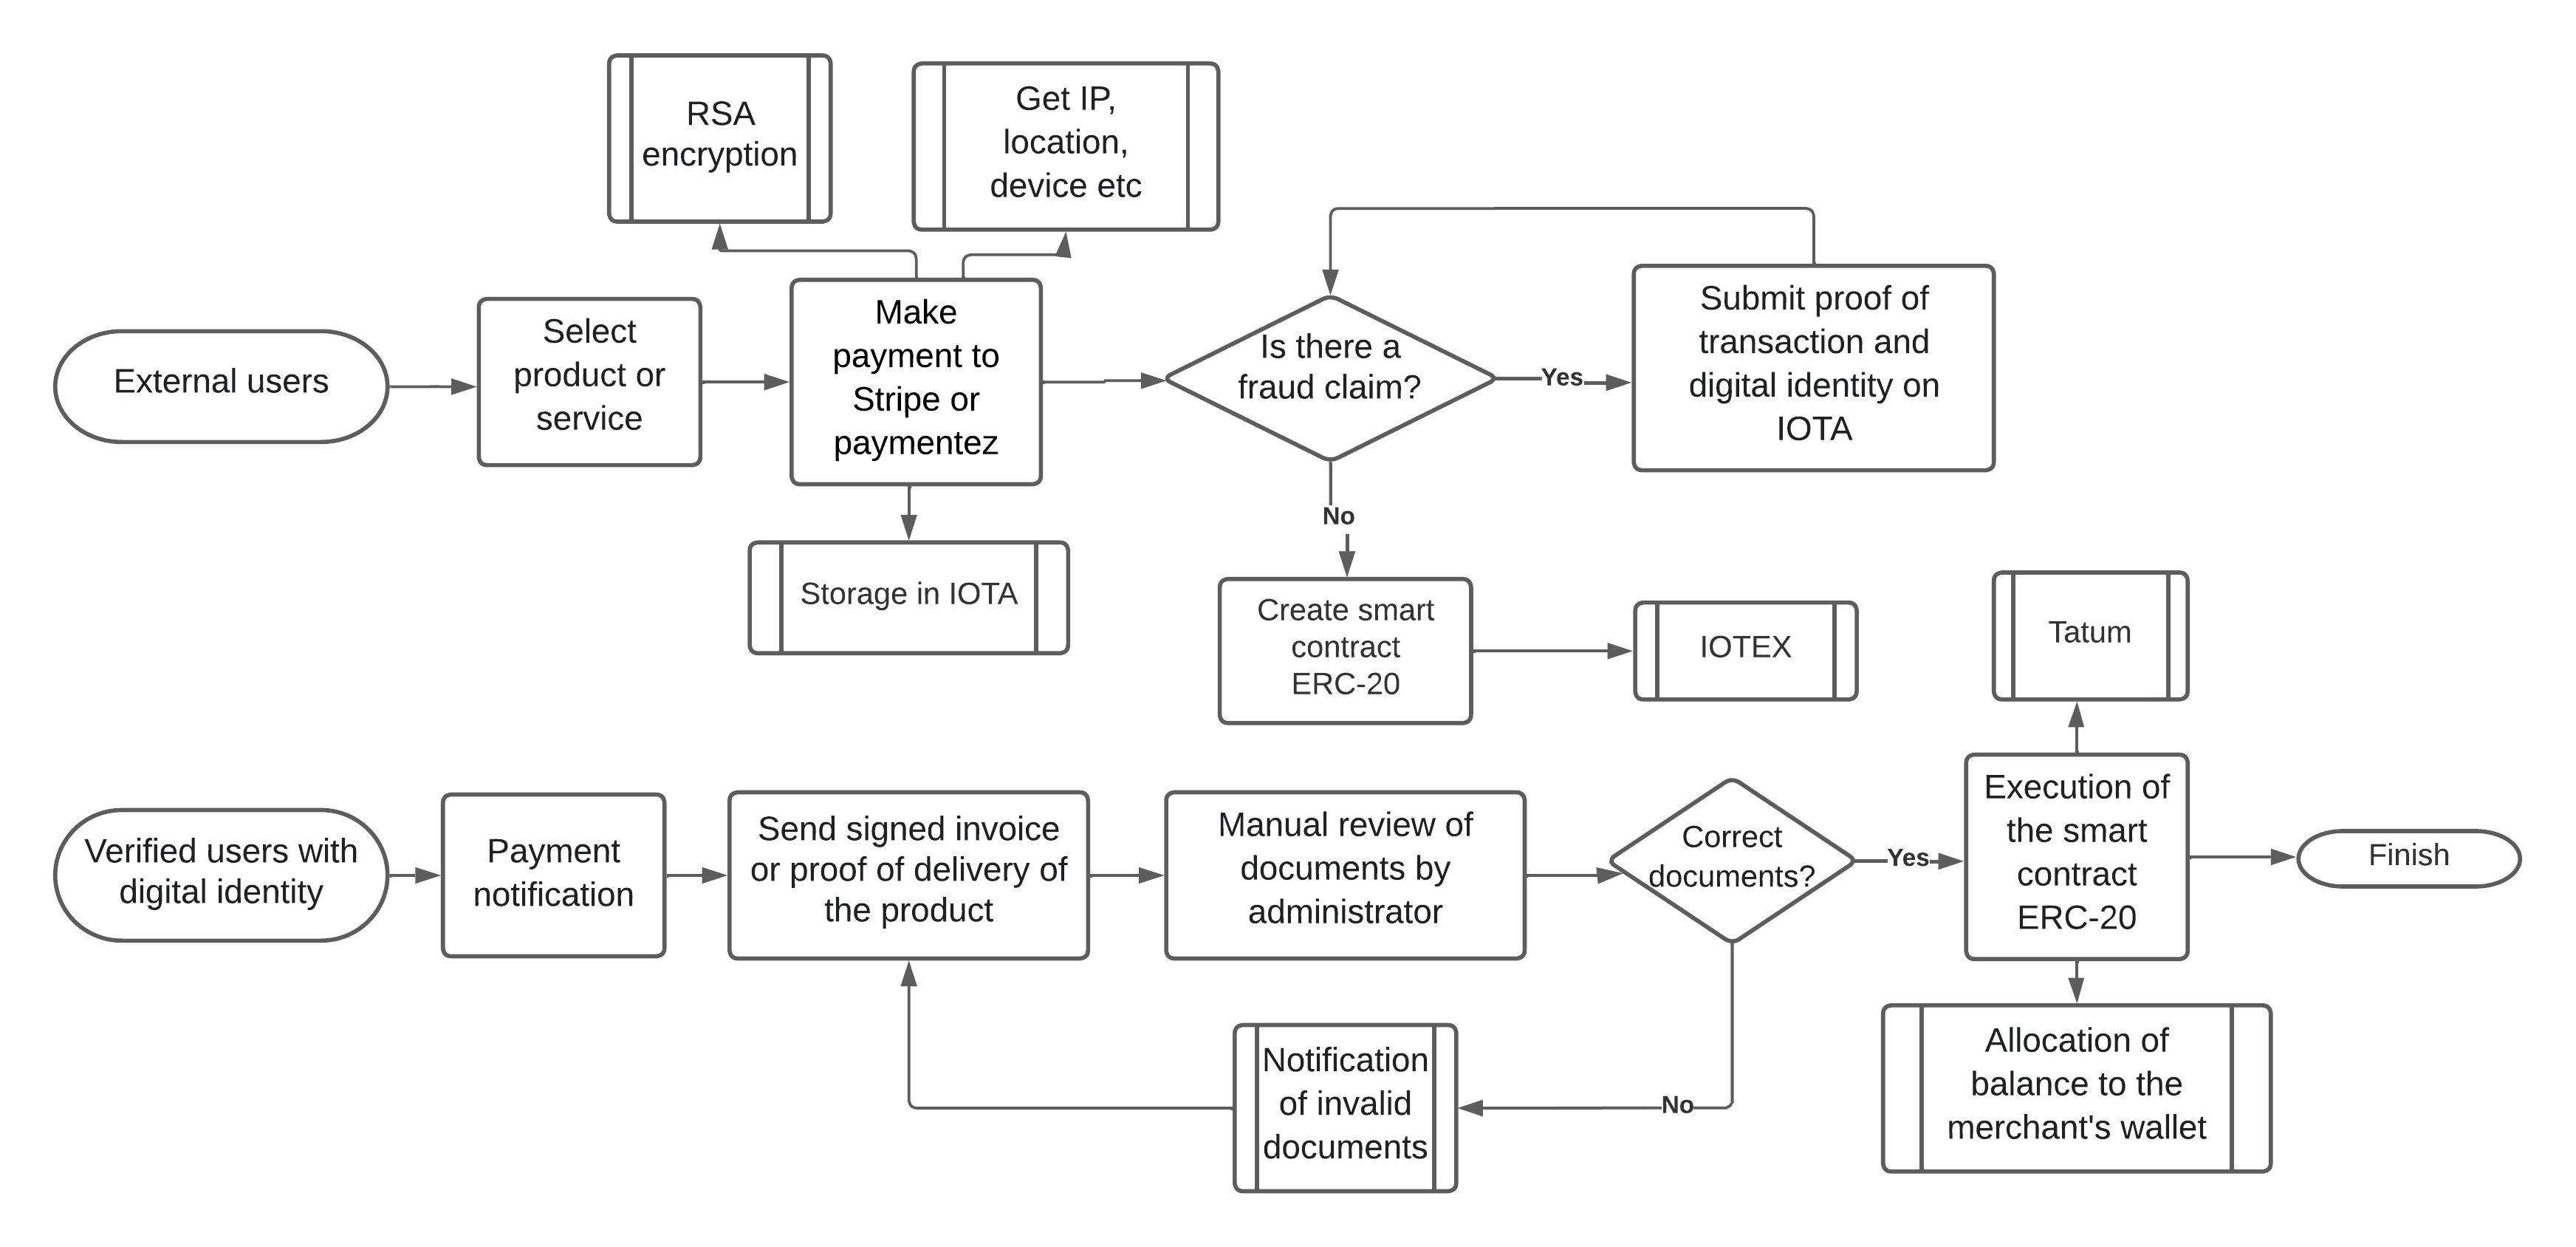 RSA
encryption
Get IP,
location,
device etc
External users
Select
product or
service
Make
payment to
Stripe or
paymentez
Is there a
fraud claim?
Yes
Submit proof of
transaction and
digital identity on
IOTA
No
Storage in IOTA
Create smart
contract
ERC-20
IOTEX
Tatum
Verified users with
digital identity
Payment
notification
Send signed invoice
or proof of delivery of
the product
Manual review of
documents by
administrator
Correct
documents?
Yes
Execution of
the smart
contract
ERC-20
Finish
No
Notification
of invalid
documents
Allocation of
balance to the
merchant's wallet